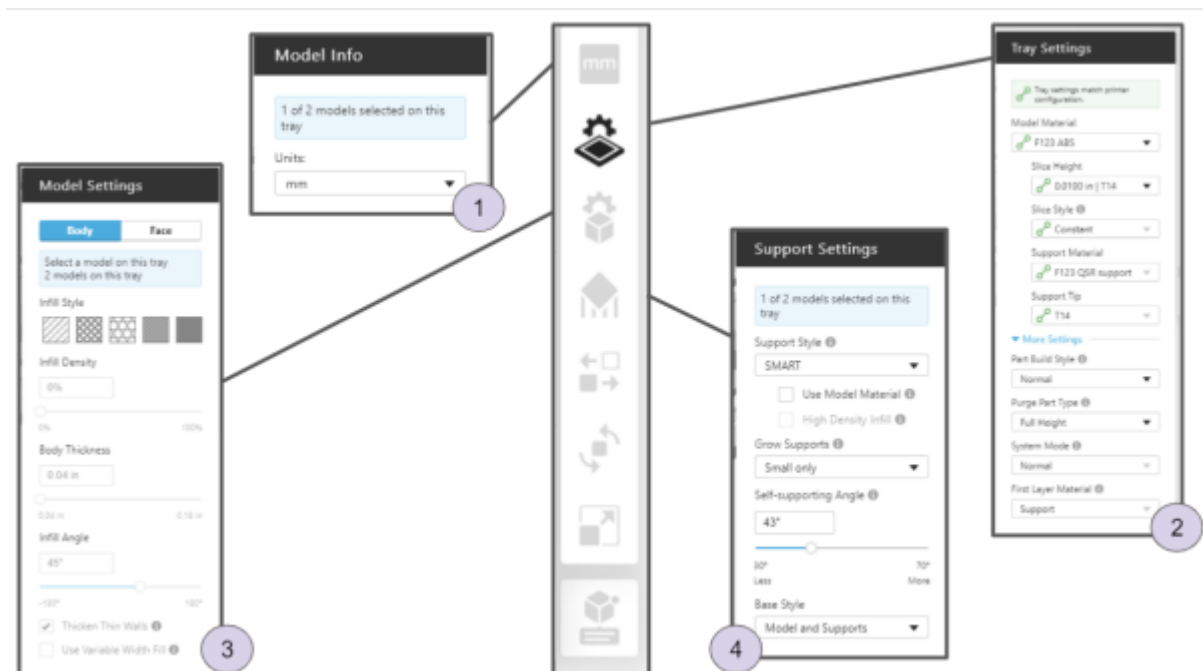 Model Info
1 of 2 models selected on this
tray
Units:
mm
1
mm
Tray Settings
Tray settings match printer
configuration.
Model Material
F123 ABS
Slice Height
0.0100 in | T14
Slice Style
Constant
Support Material
F123 QSR support
Support Tip
T14
More Settings
Part Build Style
Normal
Purge Part Type
Full Height
System Mode
Normal
First Layer Material
Support
2
Model Settings
Body Face
Select a model on this tray
2 models on this tray
Infill Style
Infill Density
0%
0% 100%
Body Thickness
0.04 in
0.04 in 0.18 in
Infill Angle
45°
-180° 180°
Thicken Thin Walls
Use Variable Width Fill
3
Support Settings
1 of 2 models selected on this
tray
Support Style
SMART
Use Model Material
High Density Infill
Grow Supports
Small only
Self-supporting Angle
43°
30° 70°
Less More
Base Style
Model and Supports
4